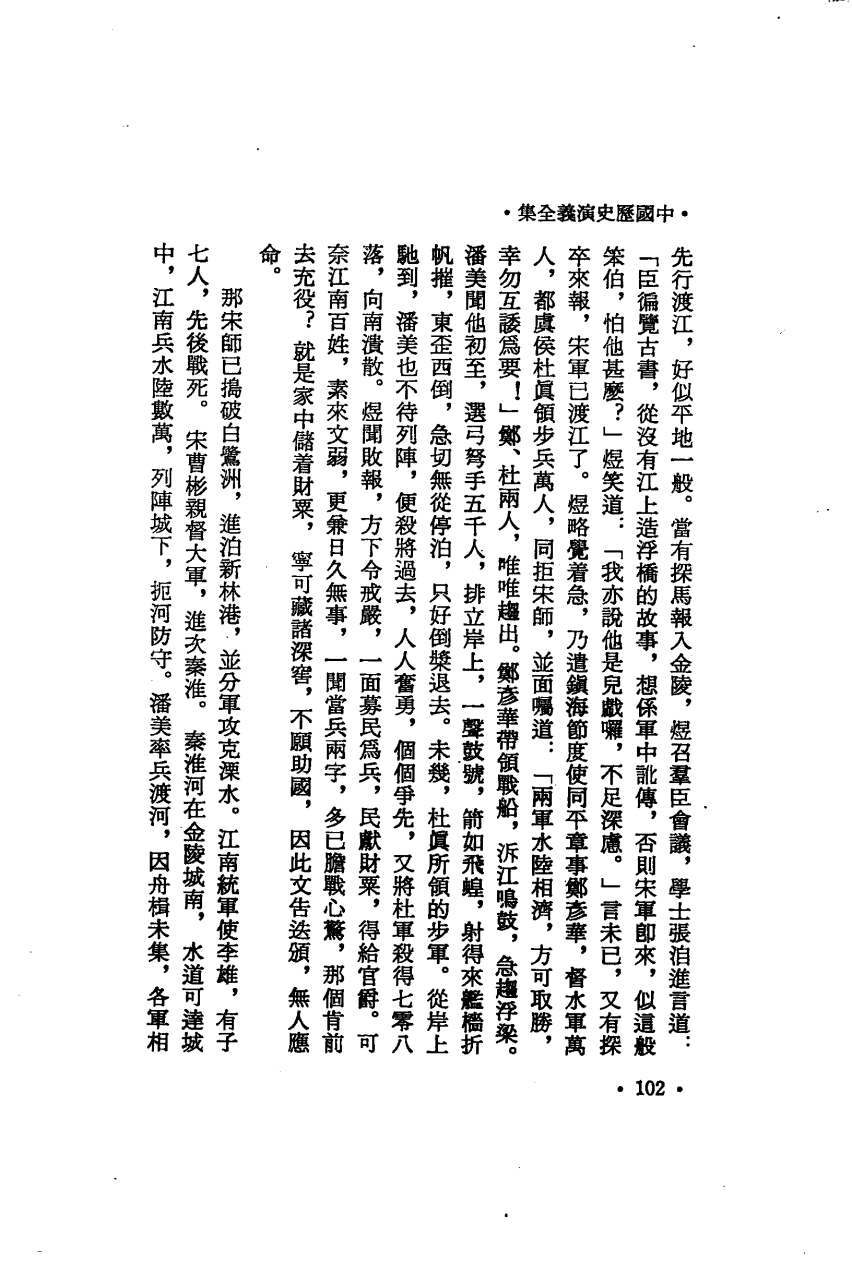 •中國歷史演義全集•
先行渡江，好似平地一般。當有探馬報入金陵，煜召羣臣會議，學士張洎進言道：
「臣徧覽古書，從沒有江上造浮橋的故事，想係軍中訛傳，否則宋軍卽來，似這般
笨伯，怕他甚麼？」煜笑道：「我亦說他是兒戲囉，不足深慮。」言未已，又有探
卒來報，宋軍已渡江了。煜略覺着急，乃遣鎭海節度使同平章事鄭彥華，督水軍萬
人，都虞侯杜眞領步兵萬人，同拒宋師，並面囑道：「兩軍水陸相濟，方可取勝，
幸勿互諉爲要！」鄭、杜兩人，唯唯趨出。鄭彥華帶領戰船，泝江鳴鼓，急趨浮梁。
潘美聞他初至，選弓弩手五千人，排立岸上，一聲鼓號，箭如飛蝗，射得來艦檣折
帆摧，東歪西倒，急切無從停泊，只好倒槳退去。未幾，杜眞所領的步軍。從岸上
馳到，潘美也不待列陣，便殺將過去，人人奮勇，個個爭先，又將杜軍殺得七零八
落，向南潰散。煜聞敗報，方下令戒嚴，一面募民爲兵，民獻財粟，得給官爵。可
奈江南百姓，素來文弱，更兼日久無事，一聞當兵兩字，多已膽戰心驚，那個肯前
去充役？就是家中儲着財粟，寧可藏諸深窖，不願助國，因此文告迭頒，無人應
命。
那宋師已搗破白鷺洲，進泊新林港，並分軍攻克溧水。江南統軍使李雄，有子
七人，先後戰死。宋曹彬親督大軍，進次秦淮。秦淮河在金陵城南，水道可達城
中，江南兵水陸數萬，列陣城下，扼河防守。潘美率兵渡河，因舟楫未集，各軍相
•102•